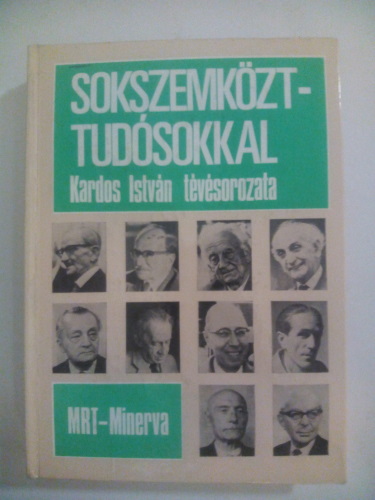 SOKSZEMKÖZT-
TUDÓSOKKAL
Kardos István tévésorozata
MRT-Minerva